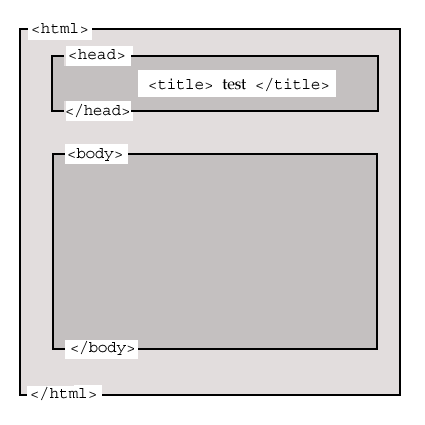 <html>
<head>
<title> test </title>
</head>
<body>
</body>
</html>